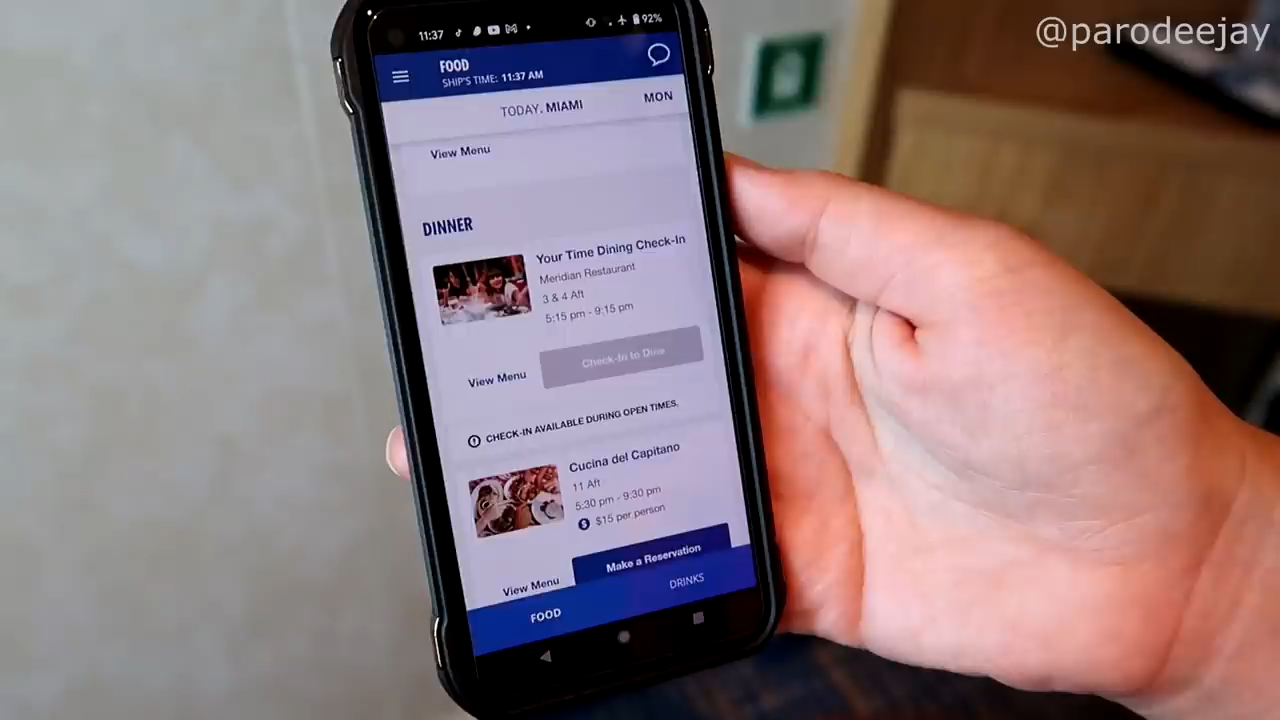 @parodeejay
11:37
92%
FOOD
SHIP'S TIME: 11:37 AM
TODAY, MIAMI
MON
View Menu
DINNER
Your Time Dining Check-In
Meridian Restaurant
3 & 4 Aft
5:15 pm - 9:15 pm
View Menu
Check-In to Dine
CHECK-IN AVAILABLE DURING OPEN TIMES.
Cucina del Capitano
11 Aft
5:30 pm - 9:30 pm
$15 per person
View Menu
Make a Reservation
FOOD
DRINKS